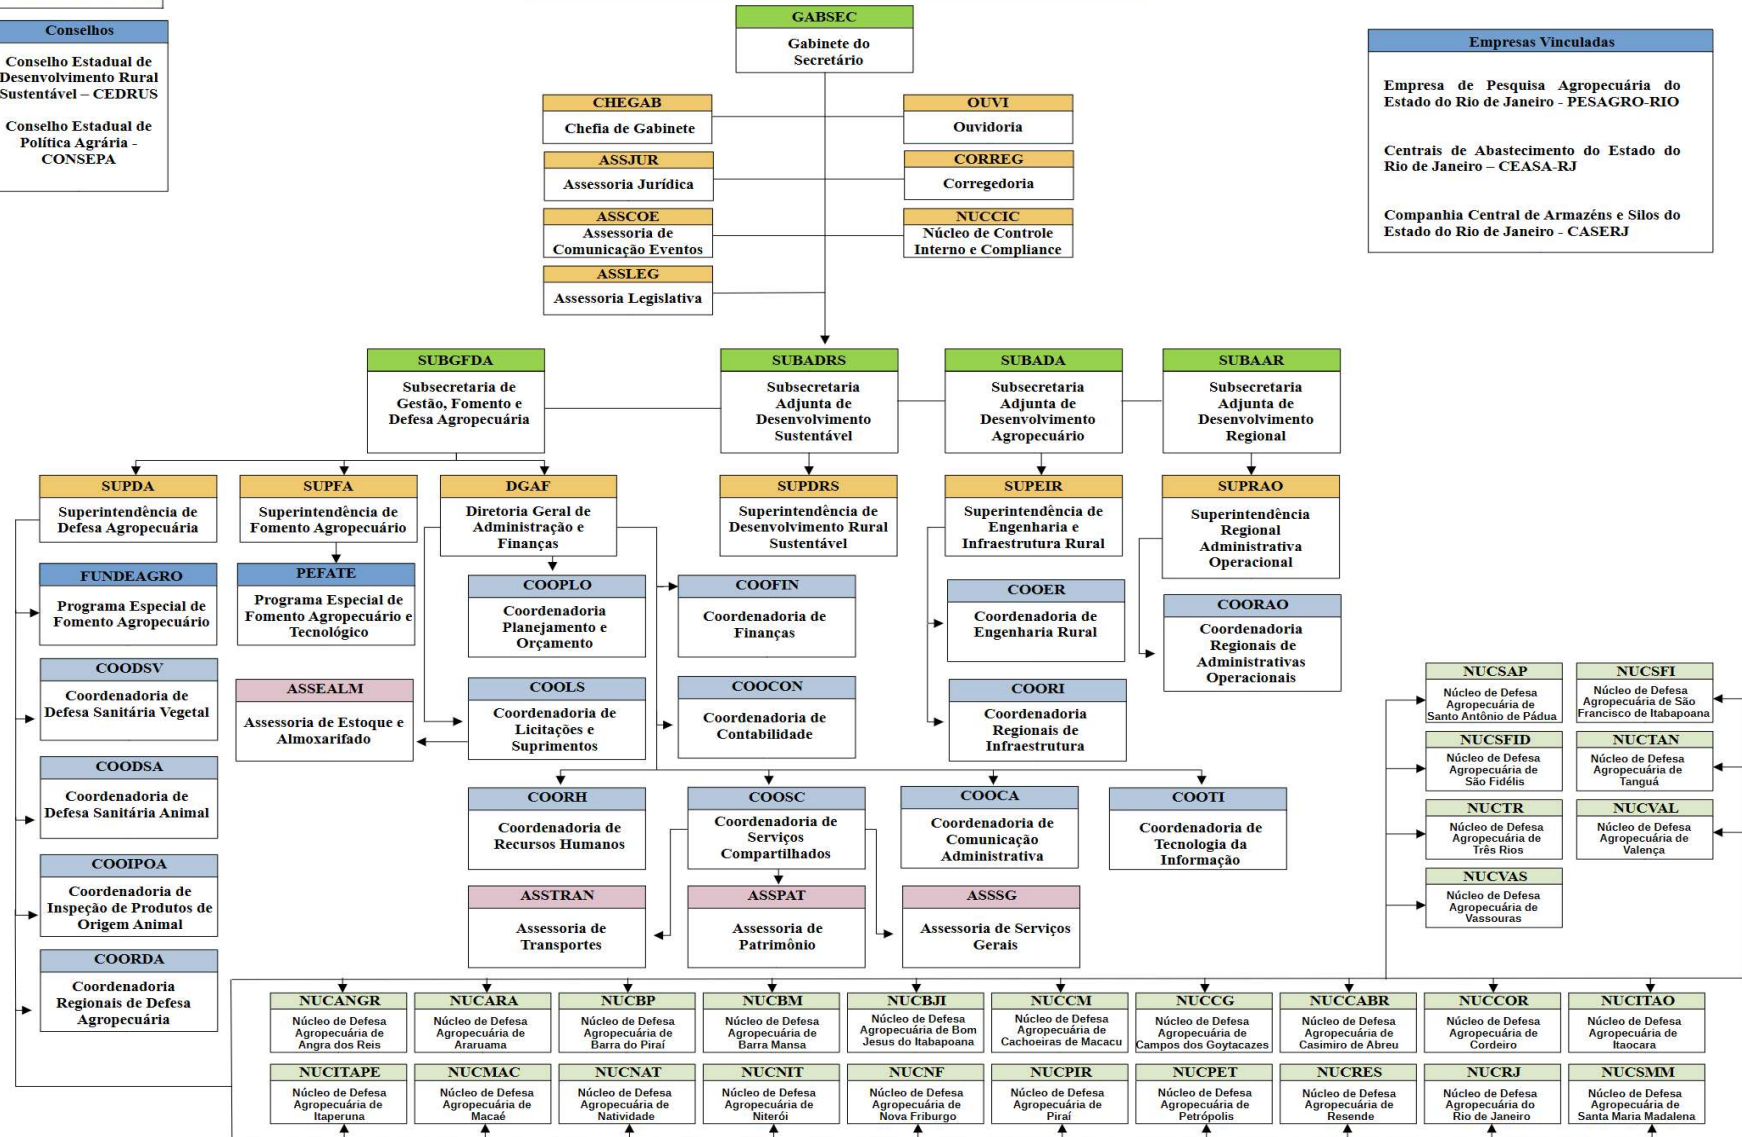 Conselhos
Conselho Estadual de
Desenvolvimento Rural
Sustentável – CEDRUS
Conselho Estadual de
Política Agrária -
CONSEPA
GABSEC
Gabinete do
Secretário
Empresas Vinculadas
Empresa de Pesquisa Agropecuária do
Estado do Rio de Janeiro - PESAGRO-RIO
Centrais de Abastecimento do Estado do
Rio de Janeiro – CEASA-RJ
Companhia Central de Armazéns e Silos do
Estado do Rio de Janeiro - CASERJ
CHEGAB
Chefia de Gabinete
OUVI
Ouvidoria
ASSJUR
Assessoria Jurídica
CORREG
Corregedoria
ASSCOE
Assessoria de
Comunicação Eventos
NUCCIC
Núcleo de Controle
Interno e Compliance
ASSLEG
Assessoria Legislativa
SUBGFDA
Subsecretaria de
Gestão, Fomento e
Defesa Agropecuária
SUBADRS
Subsecretaria
Adjunta de
Desenvolvimento
Sustentável
SUBADA
Subsecretaria
Adjunta de
Desenvolvimento
Agropecuário
SUBAAR
Subsecretaria
Adjunta de
Desenvolvimento
Regional
SUPDA
Superintendência de
Defesa Agropecuária
SUPFA
Superintendência de
Fomento Agropecuário
DGAF
Diretoria Geral de
Administração e
Finanças
SUPDRS
Superintendência de
Desenvolvimento Rural
Sustentável
SUPEIR
Superintendência de
Engenharia e
Infraestrutura Rural
SUPRAO
Superintendência
Regional
Administrativa
Operacional
FUNDEAGRO
Programa Especial de
Fomento Agropecuário
PEFATE
Programa Especial de
Fomento Agropecuário e
Tecnológico
COOPLO
Coordenadoria
Planejamento e
Orçamento
COOFIN
Coordenadoria de
Finanças
COOER
Coordenadoria de
Engenharia Rural
COORAO
Coordenadoria
Regionais de
Administrativas
Operacionais
COODSV
Coordenadoria de
Defesa Sanitária Vegetal
ASSEALM
Assessoria de Estoque e
Almoxarifado
COOLS
Coordenadoria de
Licitações e
Suprimentos
COOCON
Coordenadoria de
Contabilidade
COORI
Coordenadoria
Regionais de
Infraestrutura
NUCSAP
Núcleo de Defesa
Agropecuária de
Santo Antônio de Pádua
NUCSFI
Núcleo de Defesa
Agropecuária de São
Francisco de Itabapoana
NUCSFID
Núcleo de Defesa
Agropecuária de
São Fidélis
NUCTAN
Núcleo de Defesa
Agropecuária de
Tanguá
COODSA
Coordenadoria de
Defesa Sanitária Animal
COORH
Coordenadoria de
Recursos Humanos
COOSC
Coordenadoria de
Serviços
Compartilhados
COOCA
Coordenadoria de
Comunicação
Administrativa
COOTI
Coordenadoria de
Tecnologia da
Informação
NUCTR
Núcleo de Defesa
Agropecuária de
Três Rios
NUCVAL
Núcleo de Defesa
Agropecuária de
Valença
COOIPOA
Coordenadoria de
Inspeção de Produtos de
Origem Animal
ASSTRAN
Assessoria de
Transportes
ASSPAT
Assessoria de
Patrimônio
ASSSG
Assessoria de Serviços
Gerais
NUCVAS
Núcleo de Defesa
Agropecuária de
Vassouras
COORDA
Coordenadoria
Regionais de Defesa
Agropecuária
NUCANGR
Núcleo de Defesa
Agropecuária de
Angra dos Reis
NUCARA
Núcleo de Defesa
Agropecuária de
Araruama
NUCBP
Núcleo de Defesa
Agropecuária de
Barra do Piraí
NUCBM
Núcleo de Defesa
Agropecuária de
Barra Mansa
NUCBJI
Núcleo de Defesa
Agropecuária de Bom
Jesus do Itabapoana
NUCCM
Núcleo de Defesa
Agropecuária de
Cachoeiras de Macacu
NUCCG
Núcleo de Defesa
Agropecuária de
Campos dos Goytacazes
NUCCABR
Núcleo de Defesa
Agropecuária de
Casimiro de Abreu
NUCCOR
Núcleo de Defesa
Agropecuária de
Cordeiro
NUCITAO
Núcleo de Defesa
Agropecuária de
Itaocara
NUCITAPE
Núcleo de Defesa
Agropecuária de
Itaperuna
NUCMAC
Núcleo de Defesa
Agropecuária de
Macaé
NUCNAT
Núcleo de Defesa
Agropecuária de
Natividade
NUCNIT
Núcleo de Defesa
Agropecuária de
Niterói
NUCNF
Núcleo de Defesa
Agropecuária de
Nova Friburgo
NUCPIR
Núcleo de Defesa
Agropecuária de
Piraí
NUCPET
Núcleo de Defesa
Agropecuária de
Petrópolis
NUCRES
Núcleo de Defesa
Agropecuária de
Resende
NUCRJ
Núcleo de Defesa
Agropecuária do
Rio de Janeiro
NUCSMM
Núcleo de Defesa
Agropecuária de
Santa Maria Madalena